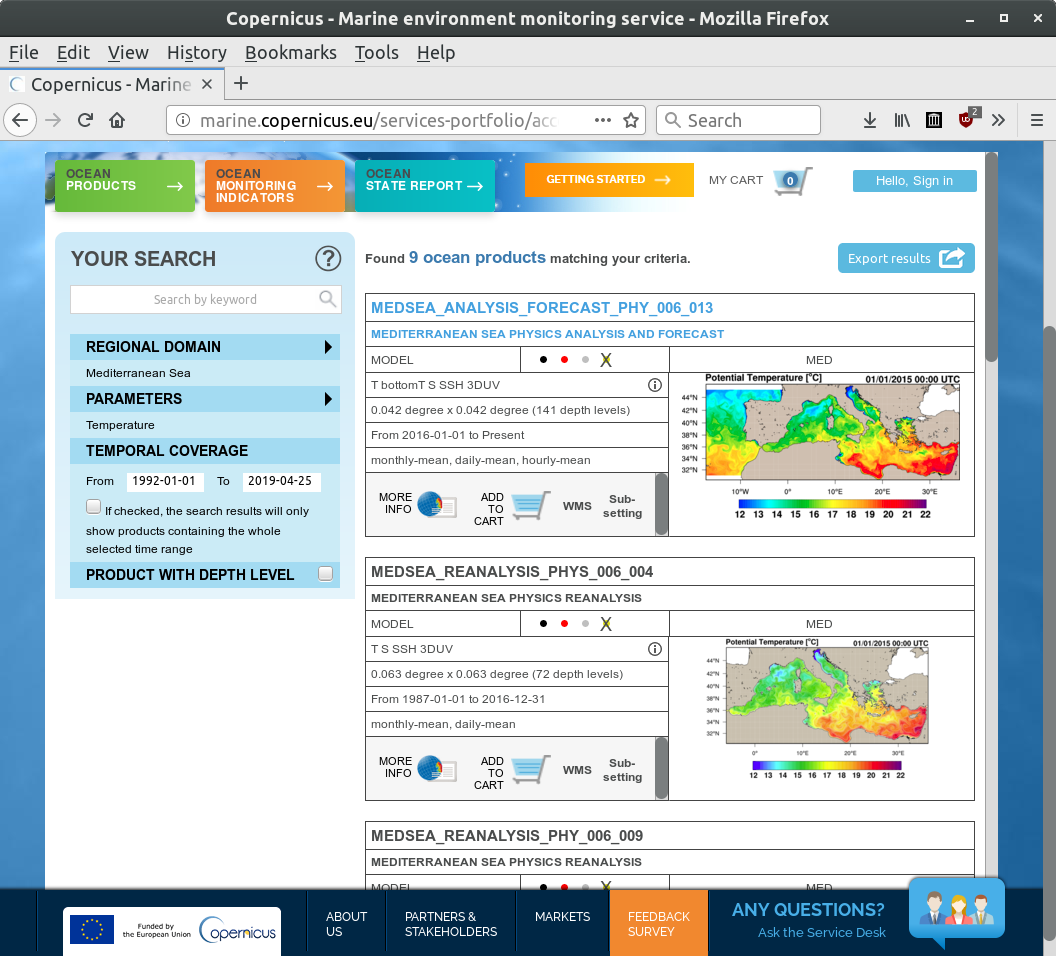 Copernicus - Marine environment monitoring service - Mozilla Firefox
File Edit View History Bookmarks Tools Help
Copernicus - Marine
marine.copernicus.eu/services-portfolio/acc
Search
2
OCEAN
PRODUCTS
OCEAN
MONITORING
INDICATORS
OCEAN
STATE REPORT
GETTING STARTED
MY CART
0
Hello, Sign in
YOUR SEARCH
?
Search by keyword
REGIONAL DOMAIN
Mediterranean Sea
PARAMETERS
Temperature
TEMPORAL COVERAGE
From 1992-01-01 To 2019-04-25
If checked, the search results will only
show products containing the whole
selected time range
PRODUCT WITH DEPTH LEVEL
Found 9 ocean products matching your criteria.
Export results
MEDSEA_ANALYSIS_FORECAST_PHY_006_013
MEDITERRANEAN SEA PHYSICS ANALYSIS AND FORECAST
MODEL
X
MED
T bottomT S SSH 3DUV
0.042 degree x 0.042 degree (141 depth levels)
From 2016-01-01 to Present
monthly-mean, daily-mean, hourly-mean
MORE
INFO
ADD
TO
CART
WMS
Sub-
setting
Potential Temperature [°C] 01/01/2015 00:00 UTC
44°N
42°N
40°N
38°N
36°N
34°N
32°N
10°W 0° 10°E 20°E 30°E
12 13 14 15 16 17 18 19 20 21 22
MEDSEA_REANALYSIS_PHYS_006_004
MEDITERRANEAN SEA PHYSICS REANALYSIS
MODEL
X
MED
T S SSH 3DUV
0.063 degree x 0.063 degree (72 depth levels)
From 1987-01-01 to 2016-12-31
monthly-mean, daily-mean
MORE
INFO
ADD
TO
CART
WMS
Sub-
setting
Potential Temperature [°C] 01/01/2015 00:00 UTC
44°N
42°N
40°N
38°N
36°N
34°N
32°N
0° 10°E 20°E 30°E
12 13 14 15 16 17 18 19 20 21 22
MEDSEA_REANALYSIS_PHY_006_009
MEDITERRANEAN SEA PHYSICS REANALYSIS
MODEL
X
MED
Funded by
the European Union
opernicus
ABOUT
US
PARTNERS &
STAKEHOLDERS
MARKETS
FEEDBACK
SURVEY
ANY QUESTIONS?
Ask the Service Desk